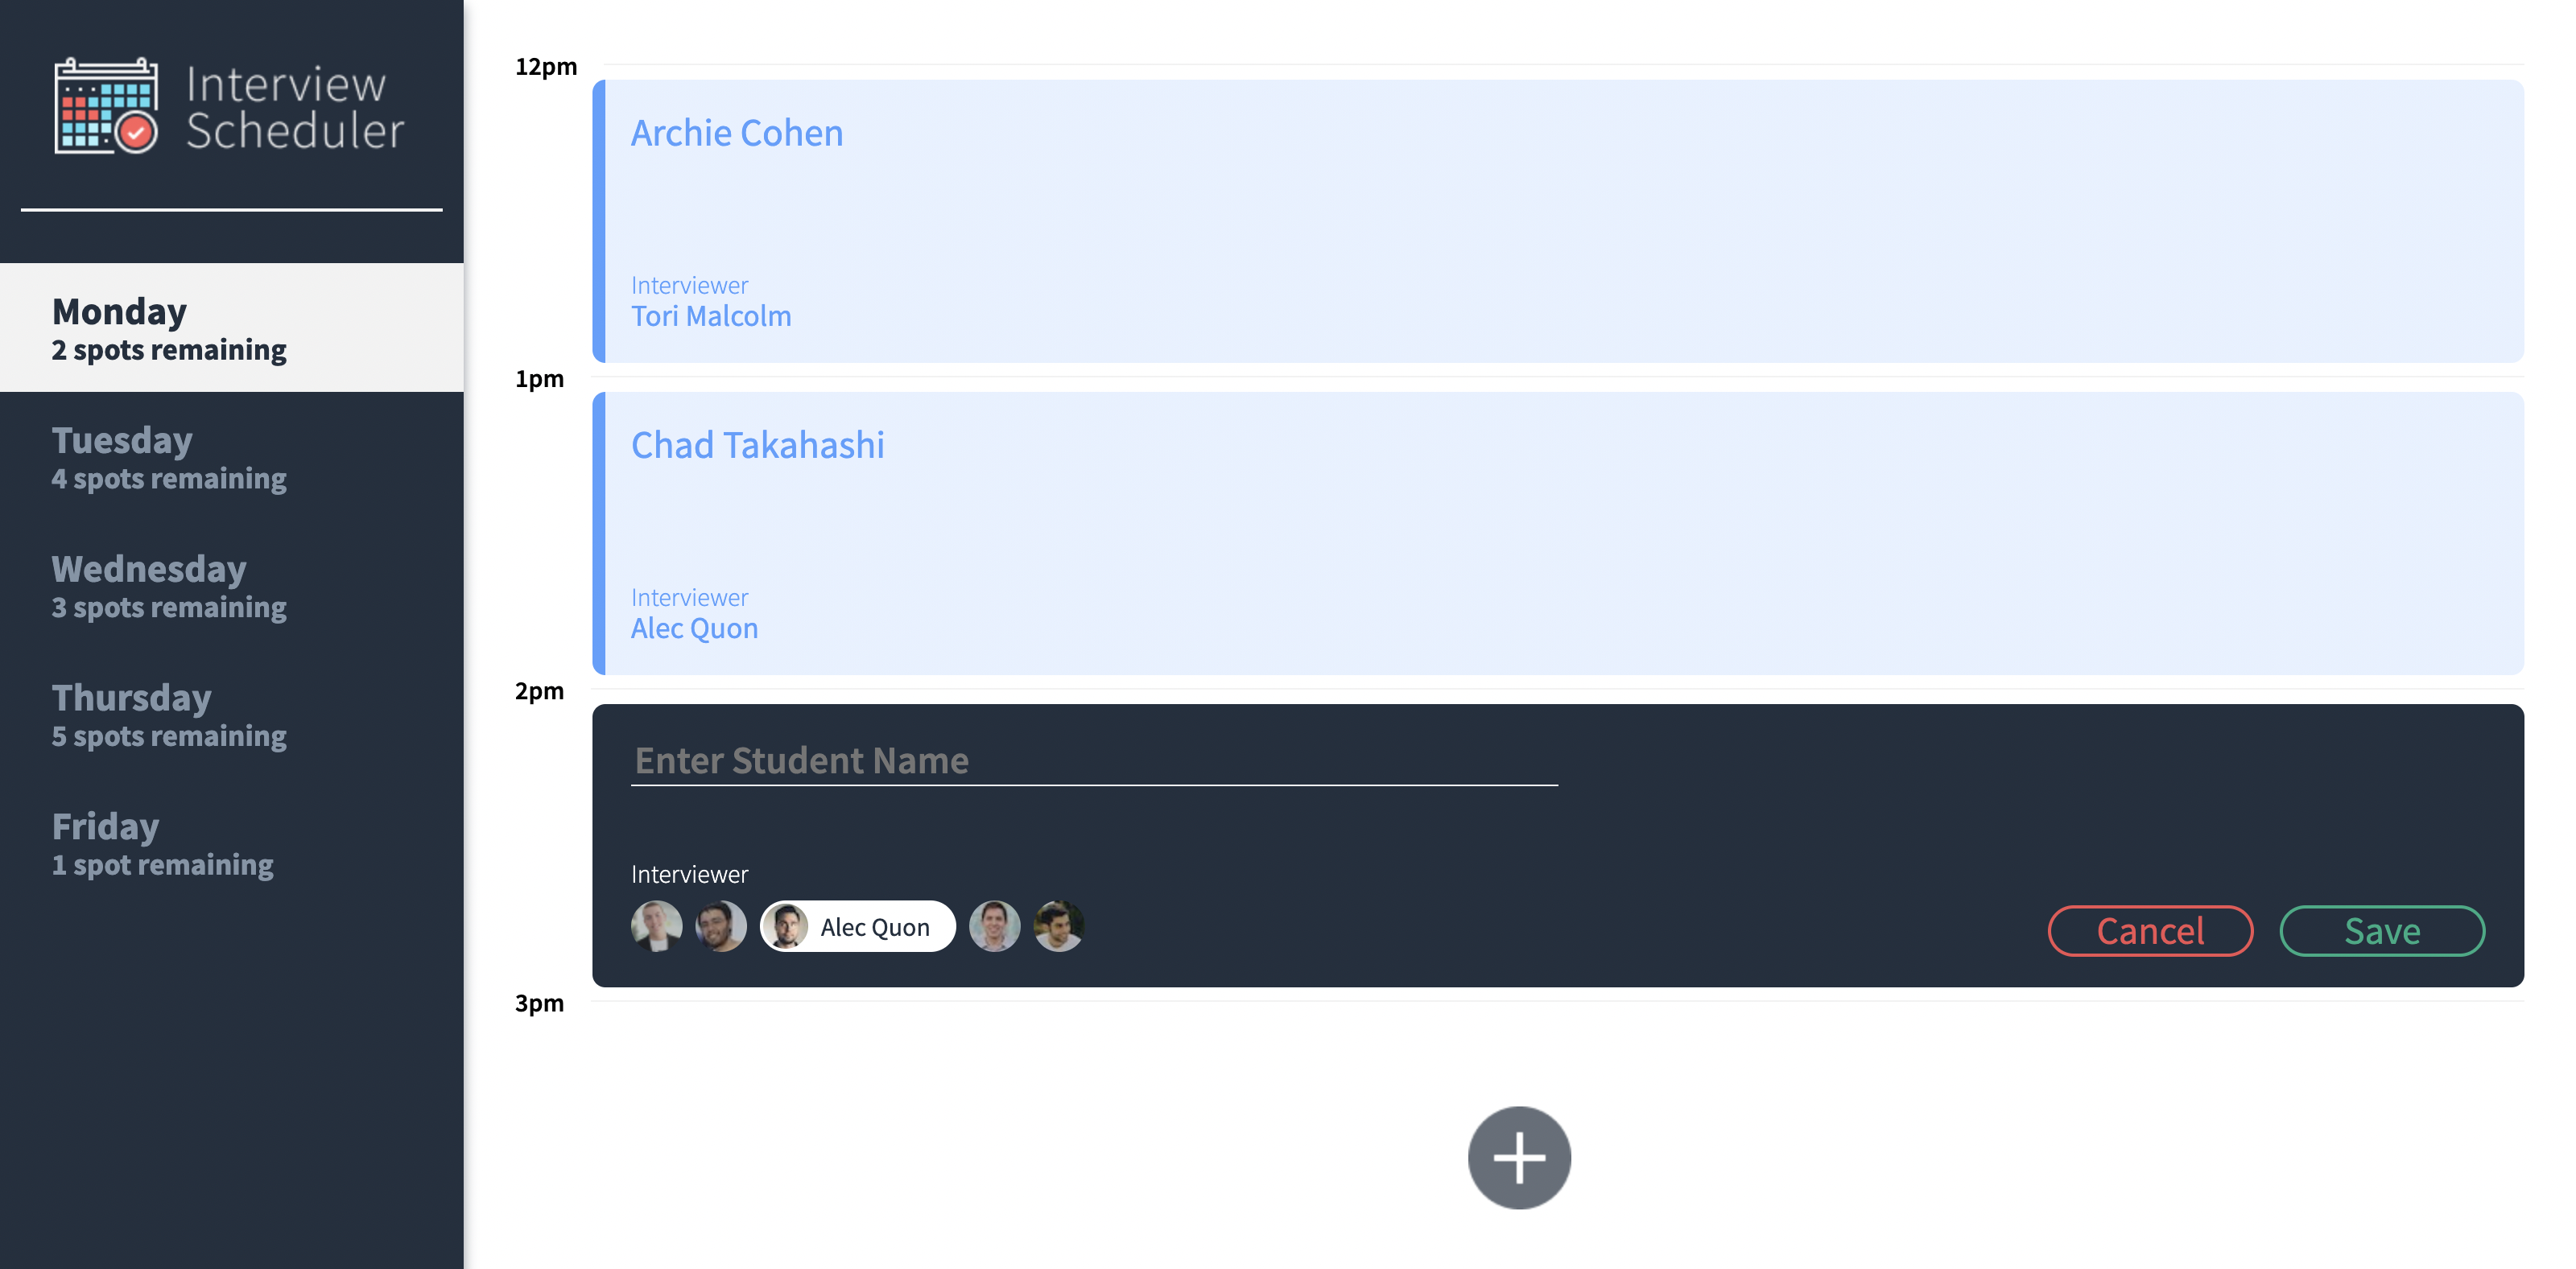 Interview
Scheduler
Monday
2 spots remaining
Tuesday
4 spots remaining
Wednesday
3 spots remaining
Thursday
5 spots remaining
Friday
1 spot remaining
12pm
Archie Cohen
Interviewer
Tori Malcolm
1pm
Chad Takahashi
Interviewer
Alec Quon
2pm
Enter Student Name
Interviewer
Alec Quon
Cancel
Save
3pm